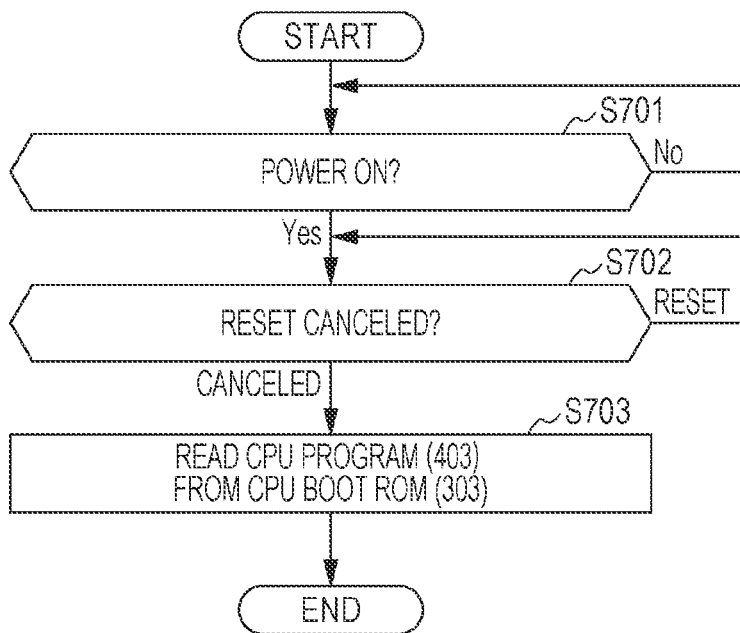 START
S701
POWER ON?
No
Yes
S702
RESET CANCELED?
RESET
CANCELED
S703
READ CPU PROGRAM (403)
FROM CPU BOOT ROM (303)
END